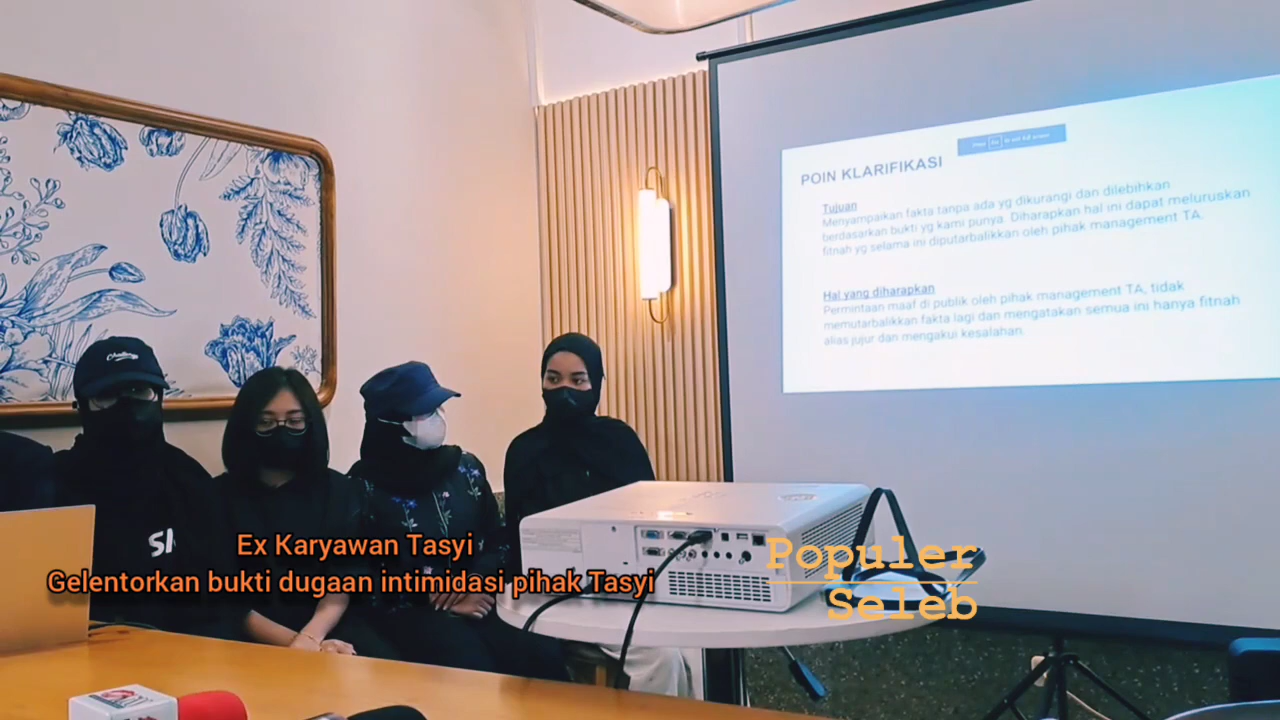 POIN KLARIFIKASI
Tujuan
Menyampaikan fakta tanpa ada yg dikurangi dan dilebihkan
berdasarkan bukti yg kami punya. Diharapkan hal ini dapat meluruskan
fitnah yg selama ini diputarbalikkan oleh pihak management TA.
Hal yang diharapkan
Permintaan maaf di publik oleh pihak management TA, tidak
memutarbalikkan fakta lagi dan mengatakan semua ini hanya fitnah
alias jujur dan mengakui kesalahan.
Challenger
Ex Karyawan Tasyi
Gelentorkan bukti dugaan intimidasi pihak Tasyi
Populer
Seleb